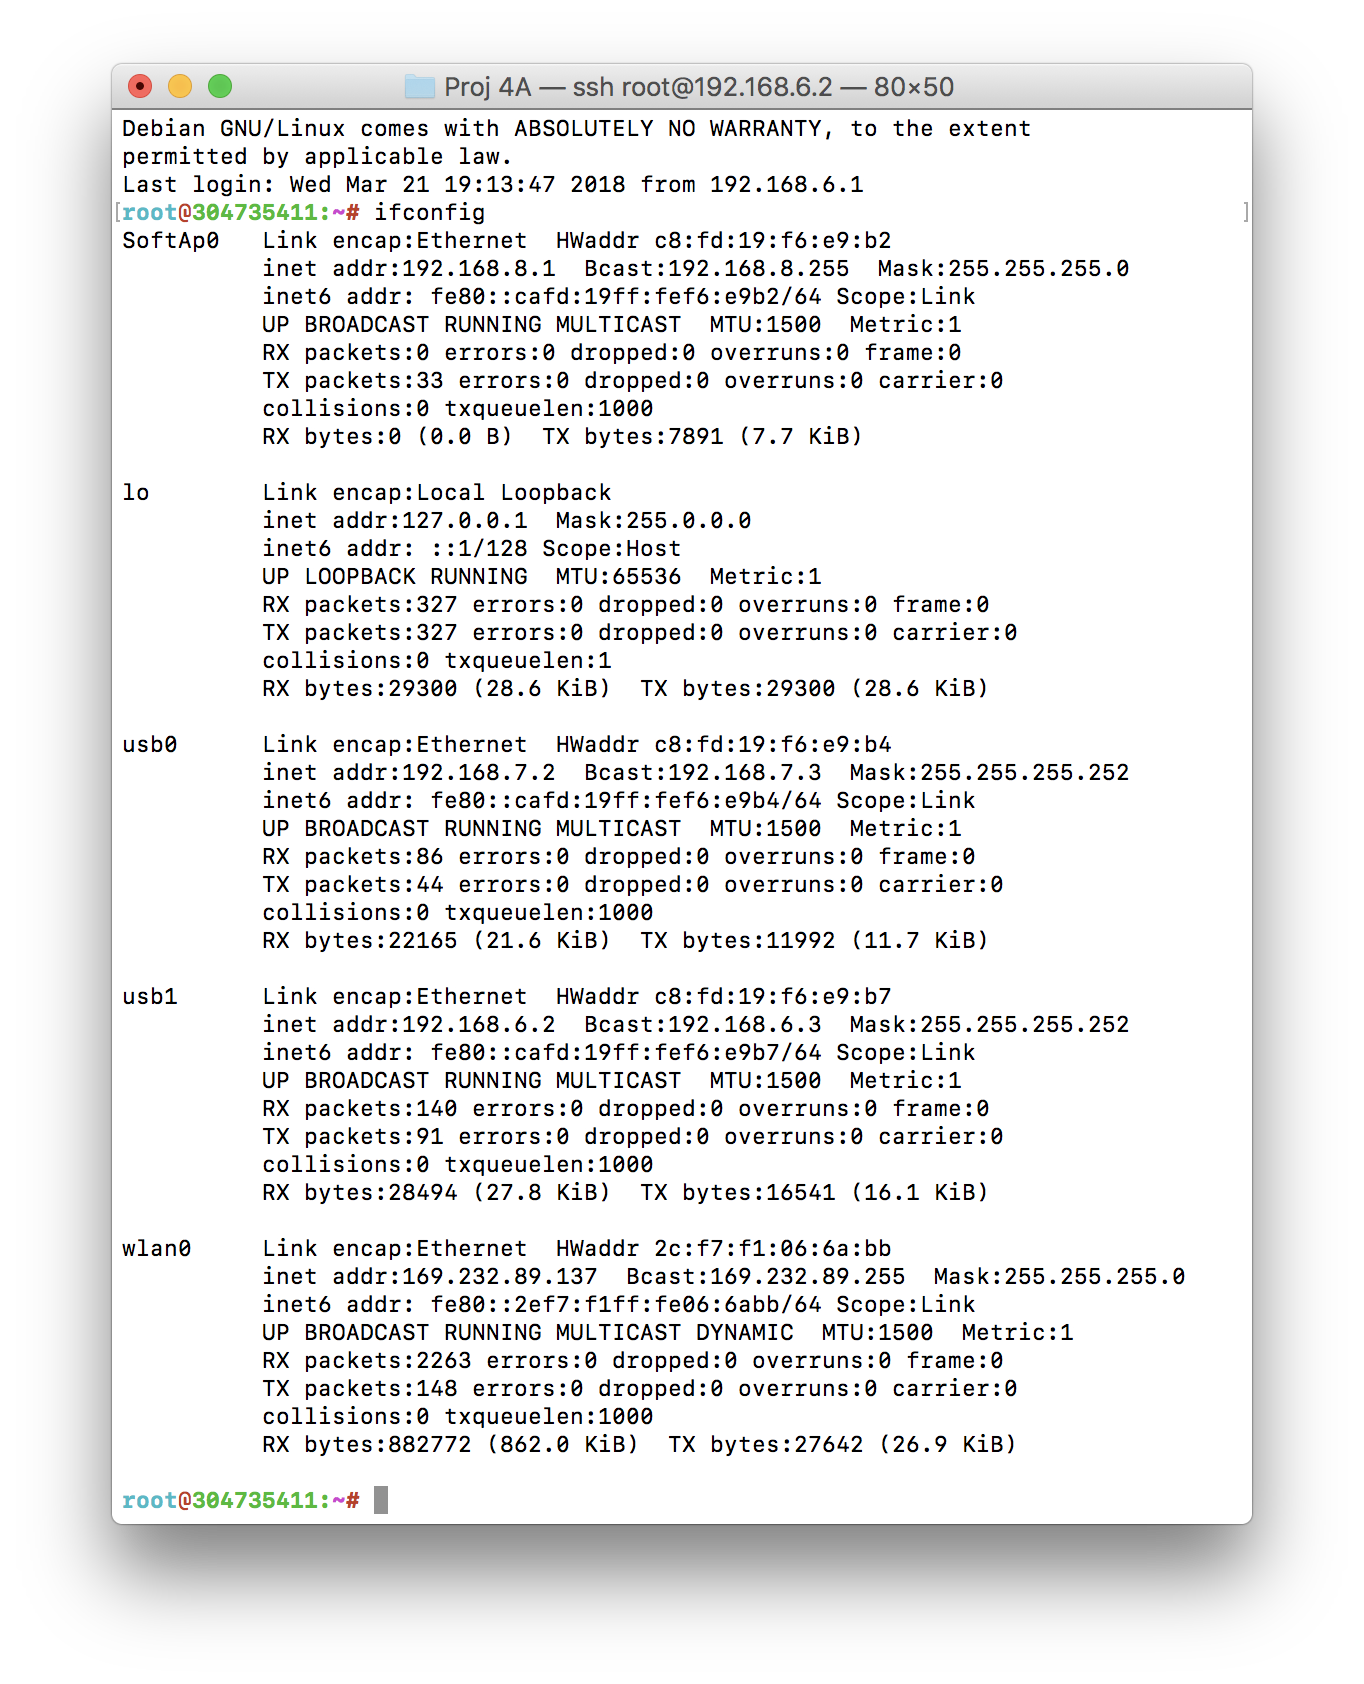 Proj 4A — ssh root@192.168.6.2 — 80×50
Debian GNU/Linux comes with ABSOLUTELY NO WARRANTY, to the extent
permitted by applicable law.
Last login: Wed Mar 21 19:13:47 2018 from 192.168.6.1
[root@304735411:~# ifconfig ]
SoftAp0   Link encap:Ethernet  HWaddr c8:fd:19:f6:e9:b2
          inet addr:192.168.8.1  Bcast:192.168.8.255  Mask:255.255.255.0
          inet6 addr: fe80::cafd:19ff:fef6:e9b2/64 Scope:Link
          UP BROADCAST RUNNING MULTICAST  MTU:1500  Metric:1
          RX packets:0 errors:0 dropped:0 overruns:0 frame:0
          TX packets:33 errors:0 dropped:0 overruns:0 carrier:0
          collisions:0 txqueuelen:1000
          RX bytes:0 (0.0 B)  TX bytes:7891 (7.7 KiB)
lo        Link encap:Local Loopback
          inet addr:127.0.0.1  Mask:255.0.0.0
          inet6 addr: ::1/128 Scope:Host
          UP LOOPBACK RUNNING  MTU:65536  Metric:1
          RX packets:327 errors:0 dropped:0 overruns:0 frame:0
          TX packets:327 errors:0 dropped:0 overruns:0 carrier:0
          collisions:0 txqueuelen:1
          RX bytes:29300 (28.6 KiB)  TX bytes:29300 (28.6 KiB)
usb0      Link encap:Ethernet  HWaddr c8:fd:19:f6:e9:b4
          inet addr:192.168.7.2  Bcast:192.168.7.3  Mask:255.255.255.252
          inet6 addr: fe80::cafd:19ff:fef6:e9b4/64 Scope:Link
          UP BROADCAST RUNNING MULTICAST  MTU:1500  Metric:1
          RX packets:86 errors:0 dropped:0 overruns:0 frame:0
          TX packets:44 errors:0 dropped:0 overruns:0 carrier:0
          collisions:0 txqueuelen:1000
          RX bytes:22165 (21.6 KiB)  TX bytes:11992 (11.7 KiB)
usb1      Link encap:Ethernet  HWaddr c8:fd:19:f6:e9:b7
          inet addr:192.168.6.2  Bcast:192.168.6.3  Mask:255.255.255.252
          inet6 addr: fe80::cafd:19ff:fef6:e9b7/64 Scope:Link
          UP BROADCAST RUNNING MULTICAST  MTU:1500  Metric:1
          RX packets:140 errors:0 dropped:0 overruns:0 frame:0
          TX packets:91 errors:0 dropped:0 overruns:0 carrier:0
          collisions:0 txqueuelen:1000
          RX bytes:28494 (27.8 KiB)  TX bytes:16541 (16.1 KiB)
wlan0     Link encap:Ethernet  HWaddr 2c:f7:f1:06:6a:bb
          inet addr:169.232.89.137  Bcast:169.232.89.255  Mask:255.255.255.0
          inet6 addr: fe80::2ef7:f1ff:fe06:6abb/64 Scope:Link
          UP BROADCAST RUNNING MULTICAST DYNAMIC  MTU:1500  Metric:1
          RX packets:2263 errors:0 dropped:0 overruns:0 frame:0
          TX packets:148 errors:0 dropped:0 overruns:0 carrier:0
          collisions:0 txqueuelen:1000
          RX bytes:882772 (862.0 KiB)  TX bytes:27642 (26.9 KiB)
root@304735411:~#